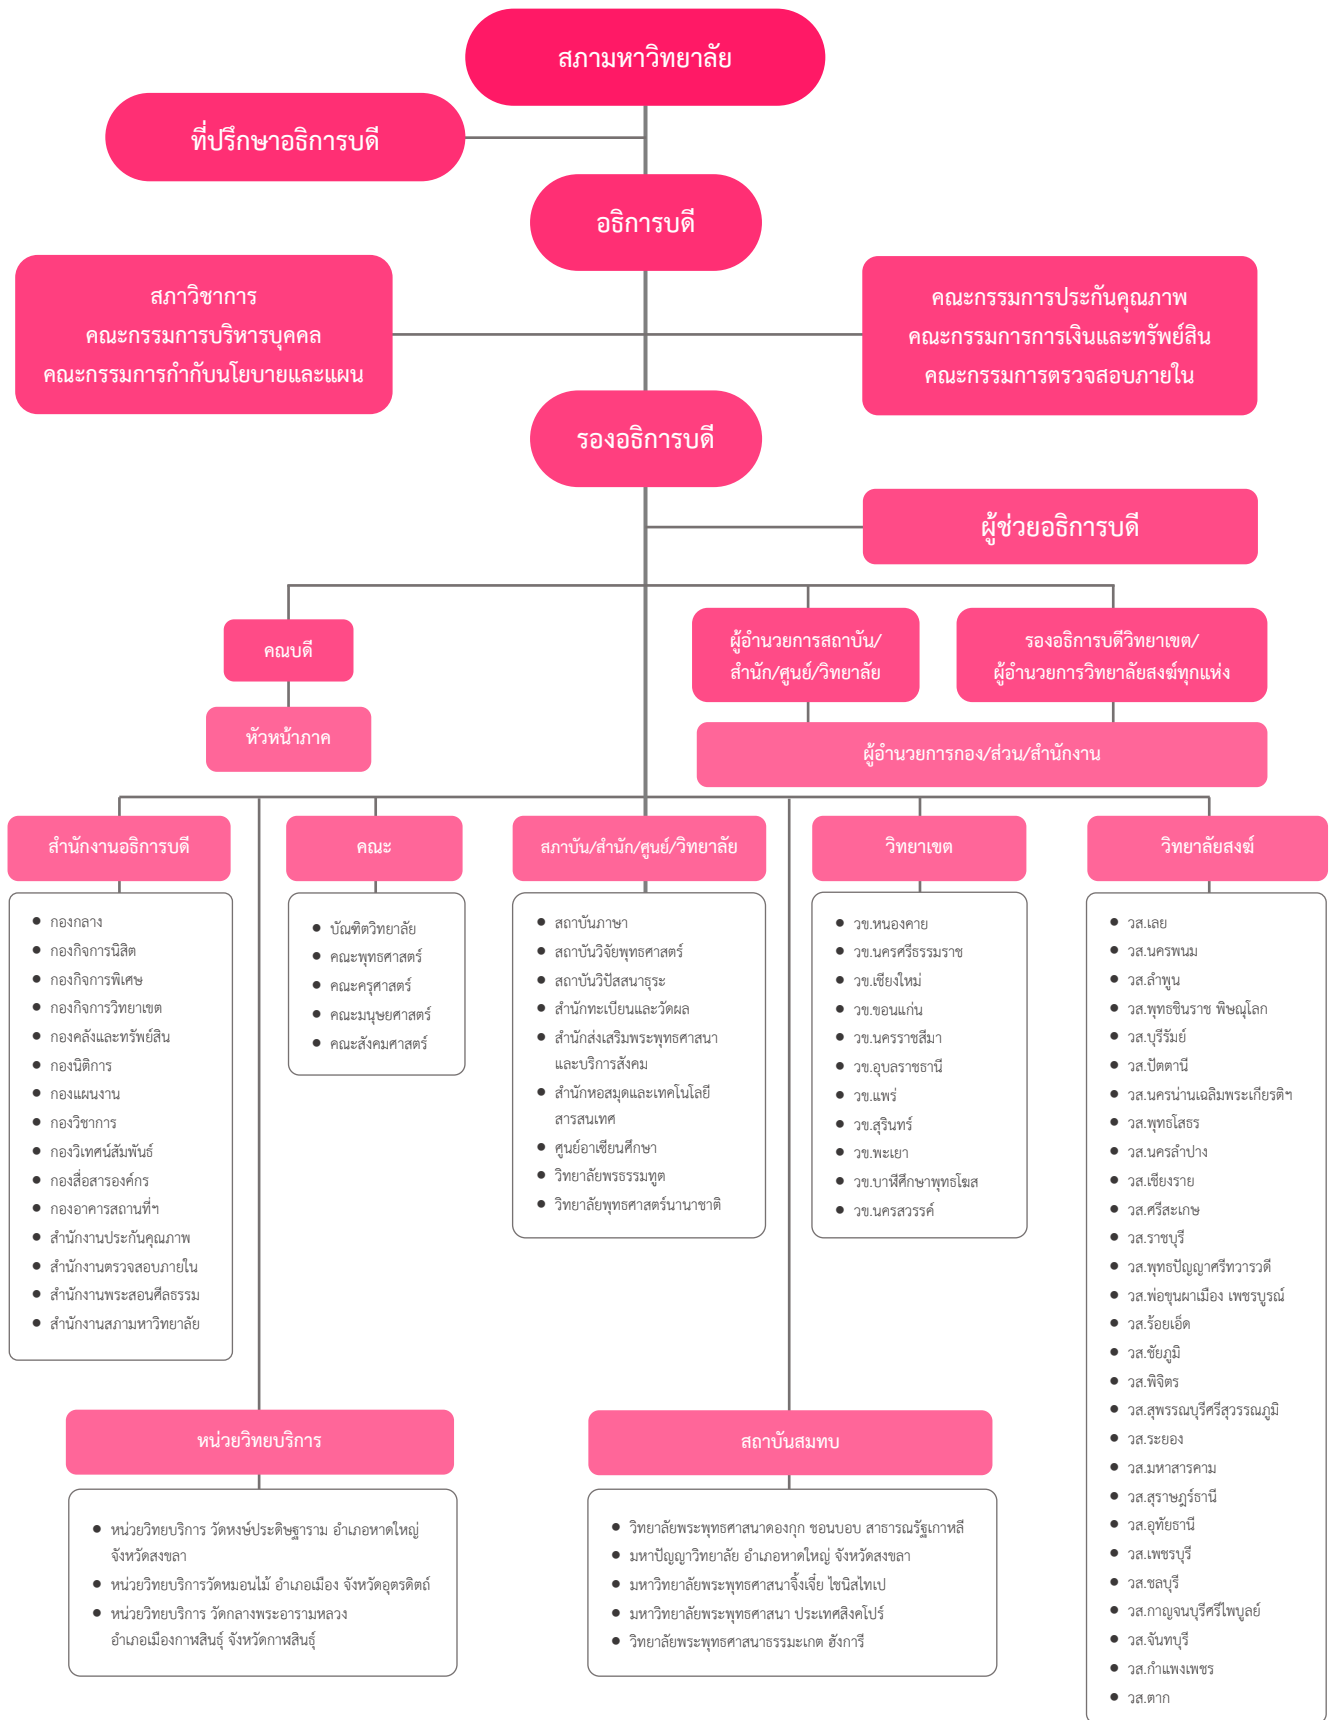 สภามหาวิทยาลัย
ที่ปรึกษาอธิการบดี
อธิการบดี
สภาวิชาการ
คณะกรรมการบริหารบุคคล
คณะกรรมการกำกับนโยบายและแผน
คณะกรรมการประกันคุณภาพ
คณะกรรมการการเงินและทรัพย์สิน
คณะกรรมการตรวจสอบภายใน
รองอธิการบดี
ผู้ช่วยอธิการบดี
คณบดี
หัวหน้าภาค
ผู้อำนวยการสถาบัน/
สำนัก/ศูนย์/วิทยาลัย
รองอธิการบดีวิทยาเขต/
ผู้อำนวยการวิทยาลัยสงฆ์ทุกแห่ง
ผู้อำนวยการกอง/ส่วน/สำนักงาน
สำนักงานอธิการบดี
กองกลาง
กองกิจการนิสิต
กองกิจการพิเศษ
กองกิจการวิทยาเขต
กองคลังและทรัพย์สิน
กองนิติการ
กองแผนงาน
กองวิชาการ
กองวิเทศน์สัมพันธ์
กองสื่อสารองค์กร
กองอาคารสถานที่ฯ
สำนักงานประกันคุณภาพ
สำนักงานตรวจสอบภายใน
สำนักงานพระสอนศีลธรรม
สำนักงานสภามหาวิทยาลัย
คณะ
บัณฑิตวิทยาลัย
คณะพุทธศาสตร์
คณะครุศาสตร์
คณะมนุษยศาสตร์
คณะสังคมศาสตร์
สภาบัน/สำนัก/ศูนย์/วิทยาลัย
สถาบันภาษา
สถาบันวิจัยพุทธศาสตร์
สถาบันวิปัสสนาธุระ
สำนักทะเบียนและวัดผล
สำนักส่งเสริมพระพุทธศาสนา
และบริการสังคม
สำนักหอสมุดและเทคโนโลยี
สารสนเทศ
ศูนย์อาเซียนศึกษา
วิทยาลัยพรธรรมทูต
วิทยาลัยพุทธศาสตร์นานาชาติ
วิทยาเขต
วข.หนองคาย
วข.นครศรีธรรมราช
วข.เชียงใหม่
วข.ขอนแก่น
วข.นครราชสีมา
วข.อุบลราชธานี
วข.แพร่
วข.สุรินทร์
วข.พะเยา
วข.บาฬีศึกษาพุทธโฆส
วข.นครสวรรค์
วิทยาลัยสงฆ์
วส.เลย
วส.นครพนม
วส.ลำพูน
วส.พุทธชินราช พิษณุโลก
วส.บุรีรัมย์
วส.ปัตตานี
วส.นครน่านเฉลิมพระเกียรติฯ
วส.พุทธโสธร
วส.นครลำปาง
วส.เชียงราย
วส.ศรีสะเกษ
วส.ราชบุรี
วส.พุทธปัญญาศรีทวารวดี
วส.พ่อขุนผาเมือง เพชรบูรณ์
วส.ร้อยเอ็ด
วส.ชัยภูมิ
วส.พิจิตร
วส.สุพรรณบุรีศรีสุวรรณภูมิ
วส.ระยอง
วส.มหาสารคาม
วส.สุราษฎร์ธานี
วส.อุทัยธานี
วส.เพชรบุรี
วส.ชลบุรี
วส.กาญจนบุรีศรีไพบูลย์
วส.จันทบุรี
วส.กำแพงเพชร
วส.ตาก
หน่วยวิทยบริการ
หน่วยวิทยบริการ วัดหงษ์ประดิษฐาราม อำเภอหาดใหญ่
จังหวัดสงขลา
หน่วยวิทยบริการวัดหมอนไม้ อำเภอเมือง จังหวัดอุตรดิตถ์
หน่วยวิทยบริการ วัดกลางพระอารามหลวง
อำเภอเมืองกาฬสินธุ์ จังหวัดกาฬสินธุ์
สถาบันสมทบ
วิทยาลัยพระพุทธศาสนาดองกุก ชอนบอบ สาธารณรัฐเกาหลี
มหาปัญญาวิทยาลัย อำเภอหาดใหญ่ จังหวัดสงขลา
มหาวิทยาลัยพระพุทธศาสนาจิ้งเจี๋ย ไชนิสไทเป
มหาวิทยาลัยพระพุทธศาสนา ประเทศสิงคโปร์
วิทยาลัยพระพุทธศาสนาธรรมะเกต ฮังการี